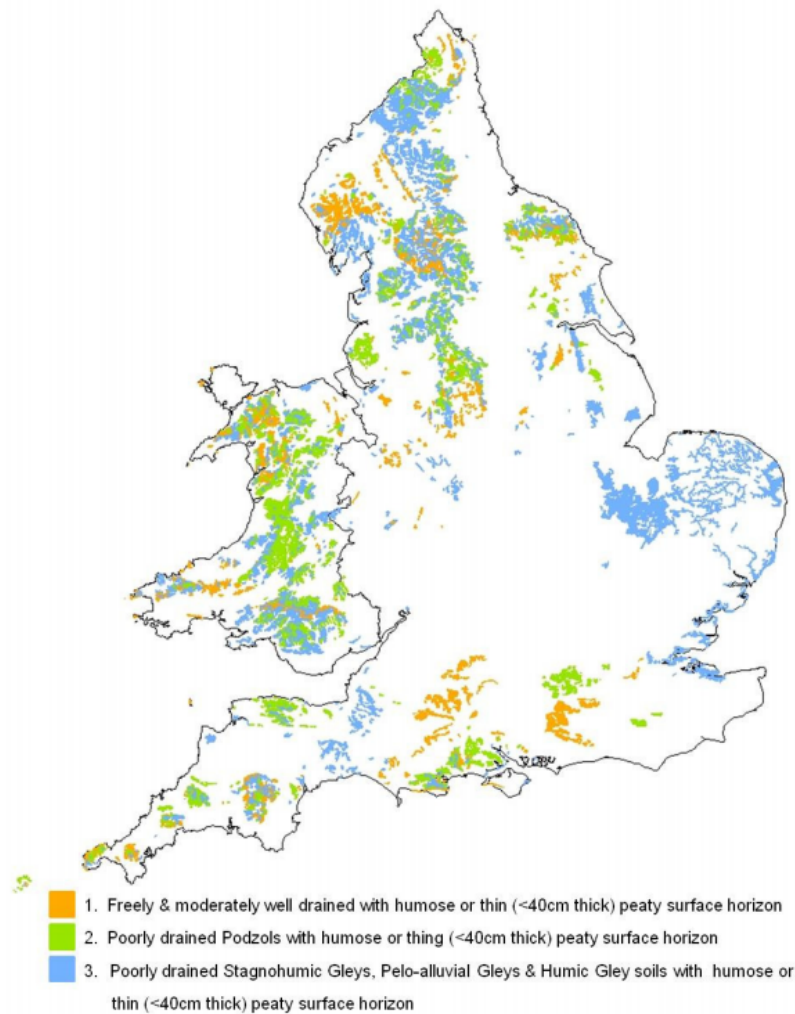 1. Freely & moderately well drained with humose or thin (<40cm thick) peaty surface horizon
2. Poorly drained Podzols with humose or thing (<40cm thick) peaty surface horizon
3. Poorly drained Stagnohumic Gleys, Pelo-alluvial Gleys & Humic Gley soils with humose or
thin (<40cm thick) peaty surface horizon